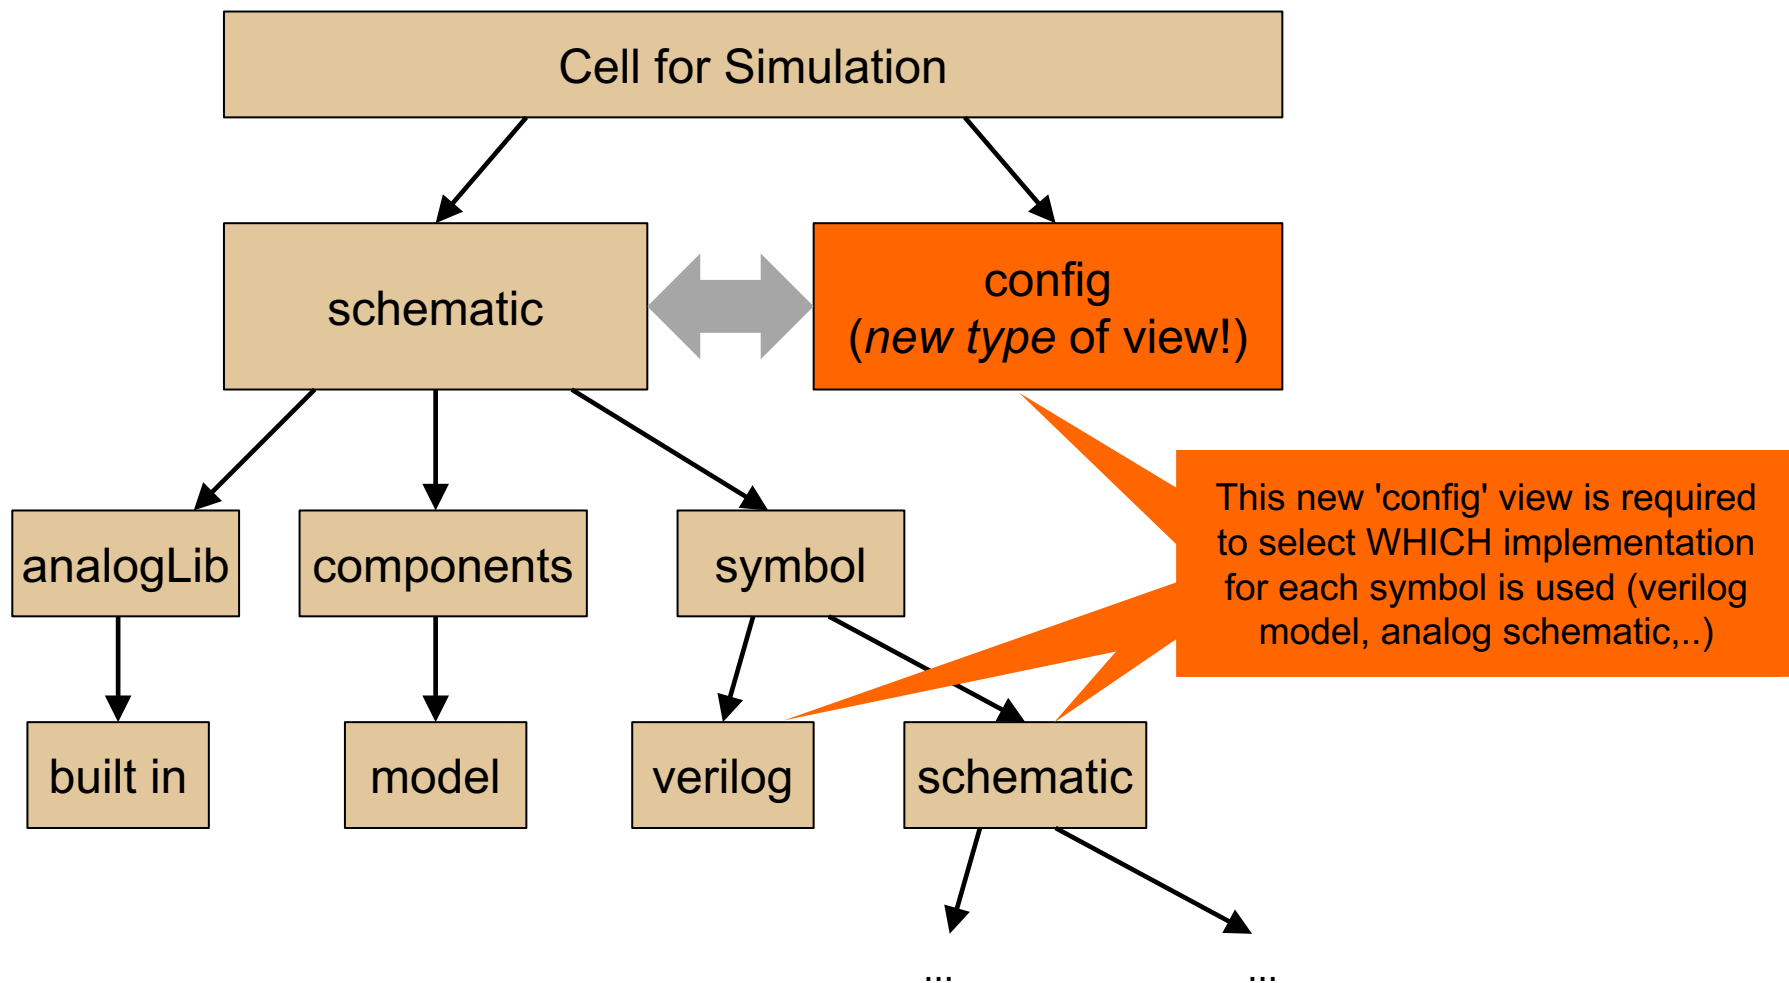 Cell for Simulation
schematic
config
(new type of view!)
This new 'config' view is required
to select WHICH implementation
for each symbol is used (verilog
model, analog schematic,..)
analogLib
components
symbol
built in
model
verilog
schematic
...
...